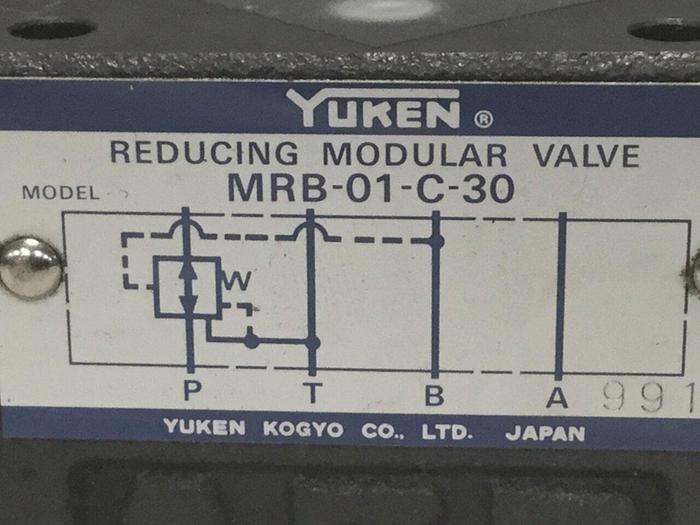 YUKEN ®
REDUCING MODULAR VALVE
MODEL MRB-01-C-30
W
P T B A 991
YUKEN KOGYO CO., LTD. JAPAN